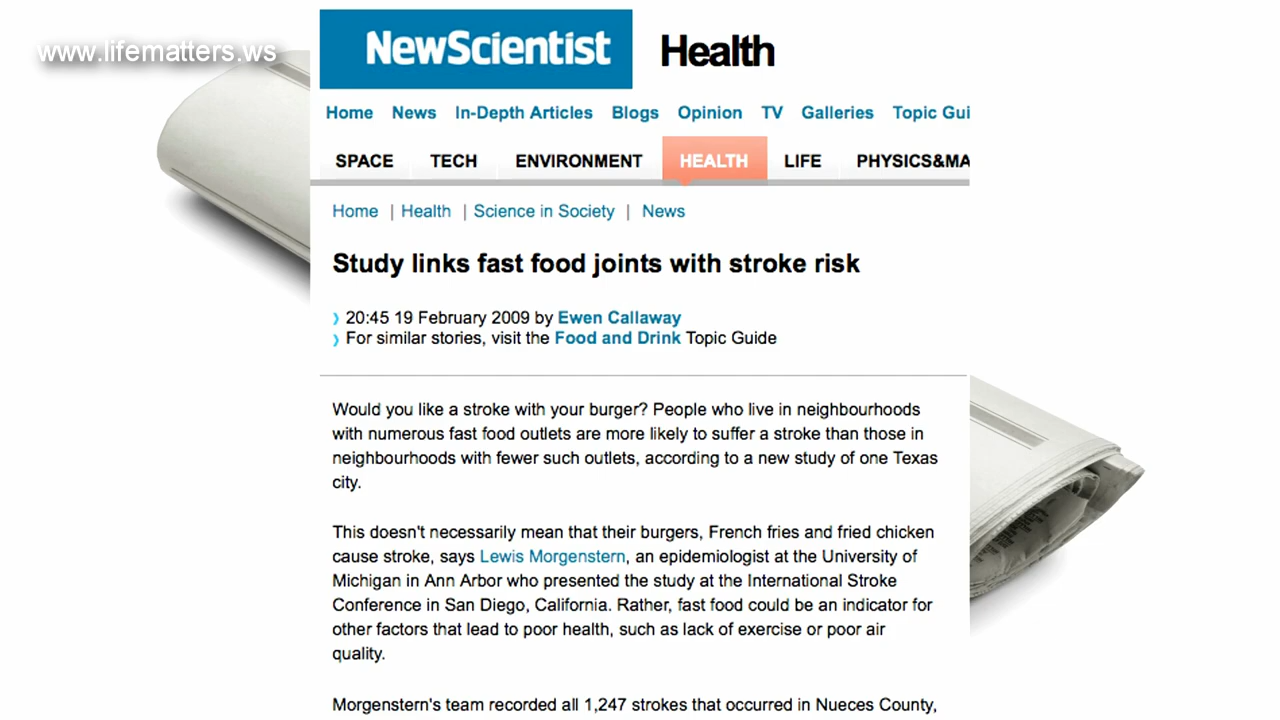 www.lifematters.ws
NewScientist Health
Home News In-Depth Articles Blogs Opinion TV Galleries Topic Gui
SPACE TECH ENVIRONMENT HEALTH LIFE PHYSICS&MA
Home | Health | Science in Society | News
Study links fast food joints with stroke risk
20:45 19 February 2009 by Ewen Callaway
For similar stories, visit the Food and Drink Topic Guide
Would you like a stroke with your burger? People who live in neighbourhoods
with numerous fast food outlets are more likely to suffer a stroke than those in
neighbourhoods with fewer such outlets, according to a new study of one Texas
city.
This doesn't necessarily mean that their burgers, French fries and fried chicken
cause stroke, says Lewis Morgenstern, an epidemiologist at the University of
Michigan in Ann Arbor who presented the study at the International Stroke
Conference in San Diego, California. Rather, fast food could be an indicator for
other factors that lead to poor health, such as lack of exercise or poor air
quality.
Morgenstern's team recorded all 1,247 strokes that occurred in Nueces County,